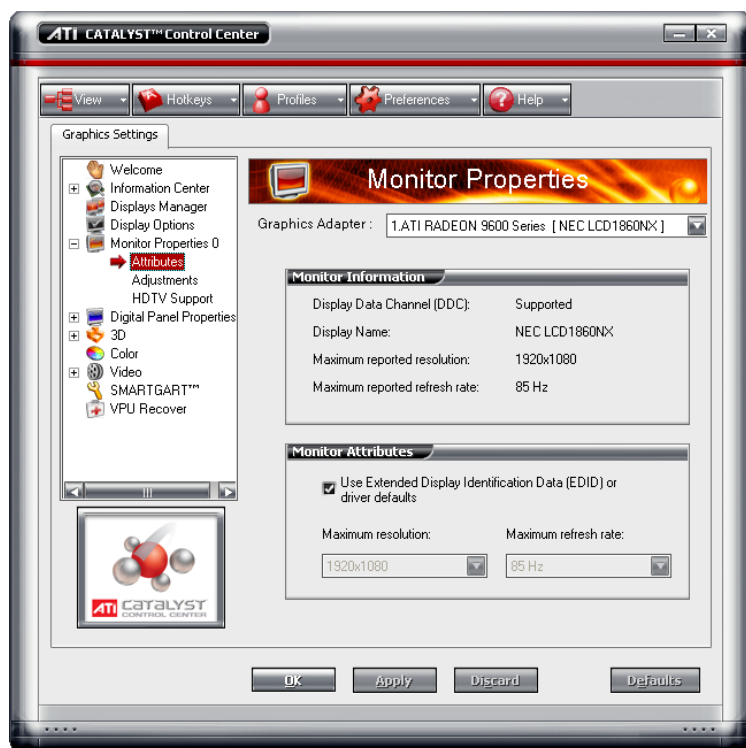 ATI CATALYST™ Control Center
View
Hotkeys
Profiles
Preferences
Help
Graphics Settings
Welcome
Information Center
Displays Manager
Display Options
Monitor Properties 0
Attributes
Adjustments
HDTV Support
Digital Panel Properties
3D
Color
Video
SMARTGART™
VPU Recover
Monitor Properties
Graphics Adapter : 1.ATI RADEON 9600 Series [ NEC LCD1860NX ]
Monitor Information
Display Data Channel (DDC): Supported
Display Name: NEC LCD1860NX
Maximum reported resolution: 1920x1080
Maximum reported refresh rate: 85 Hz
Monitor Attributes
Use Extended Display Identification Data (EDID) or
driver defaults
Maximum resolution: Maximum refresh rate:
1920x1080 85 Hz
ATI CATALYST
CONTROL CENTER
OK Apply Discard Defaults